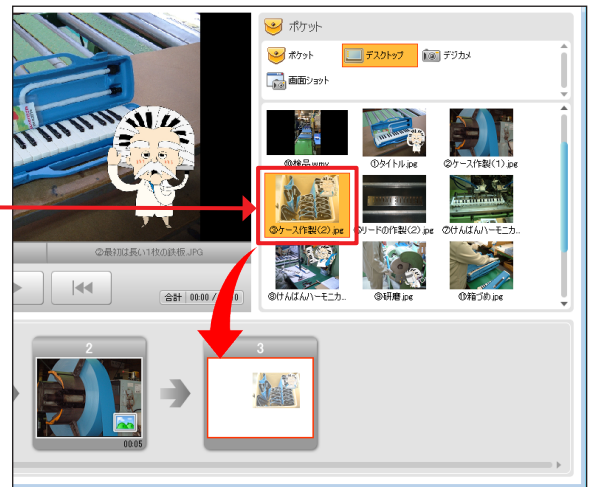 ポケット
ポケット
デスクトップ
デジカメ
画面ショット
⑩検品.wmv
①タイトル.jpg
②ケース作製(1).jpg
③ケース作製(2).jpg
⑥リードの作製(2).jpg
⑦けんばんハーモニカ...
⑧けんばんハーモニカ...
⑨研磨.jpg
⑪箱づめ.jpg
②最初は長い1枚の鉄板.JPG
合計 00:00 /
2
3
00:05